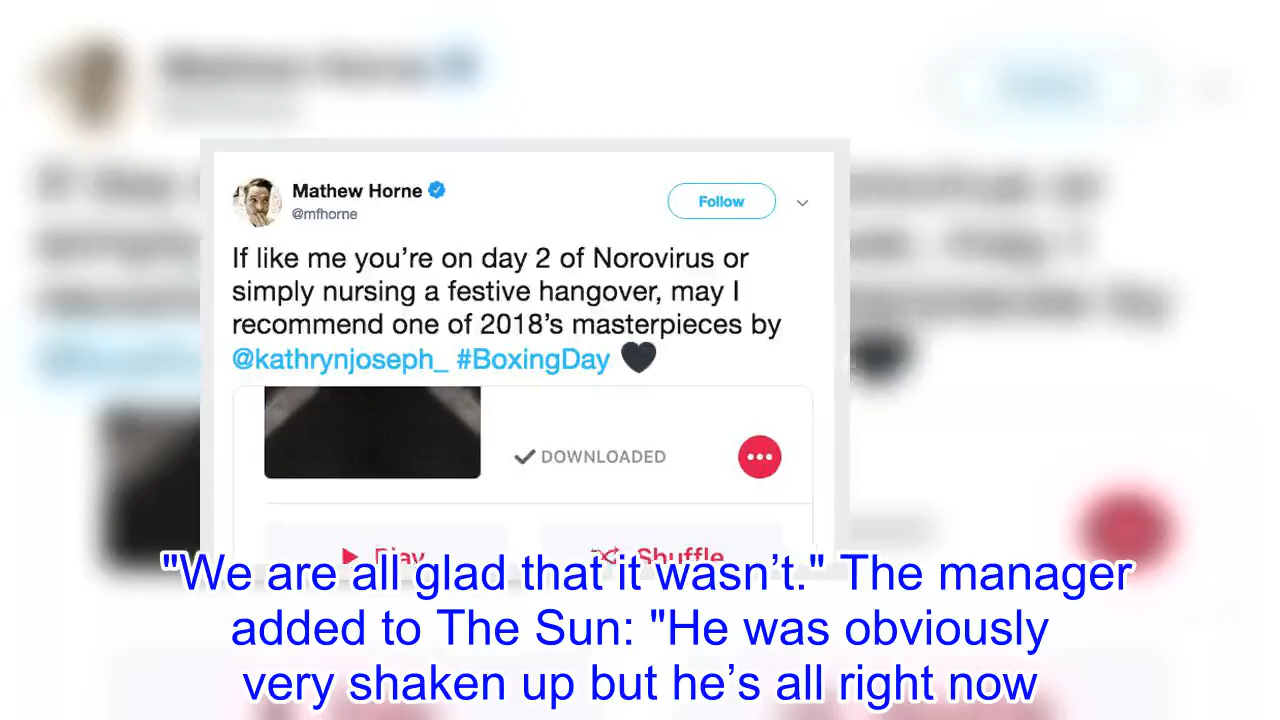 Mathew Horne
@mfhorne
Follow
If like me you’re on day 2 of Norovirus or
simply nursing a festive hangover, may I
recommend one of 2018’s masterpieces by
@kathrynjoseph_ #BoxingDay 🖤
DOWNLOADED
Play
Shuffle
"We are all glad that it wasn’t." The manager
added to The Sun: "He was obviously
very shaken up but he’s all right now